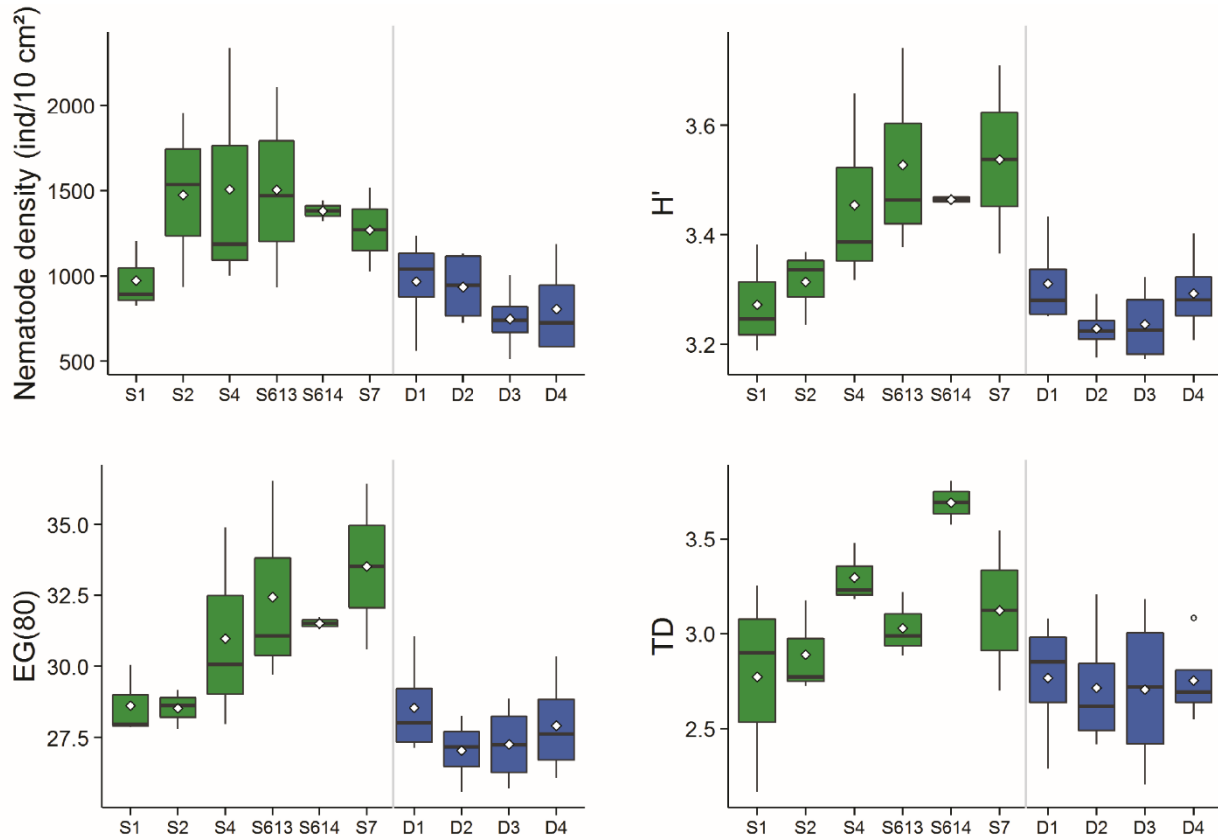 Nematode density (ind/10 cm²)
2000
1500
1000
500
S1 S2 S4 S613 S614 S7 D1 D2 D3 D4
H'
3.6
3.4
3.2
S1 S2 S4 S613 S614 S7 D1 D2 D3 D4
EG(80)
35.0
32.5
30.0
27.5
S1 S2 S4 S613 S614 S7 D1 D2 D3 D4
TD
3.5
3.0
2.5
S1 S2 S4 S613 S614 S7 D1 D2 D3 D4